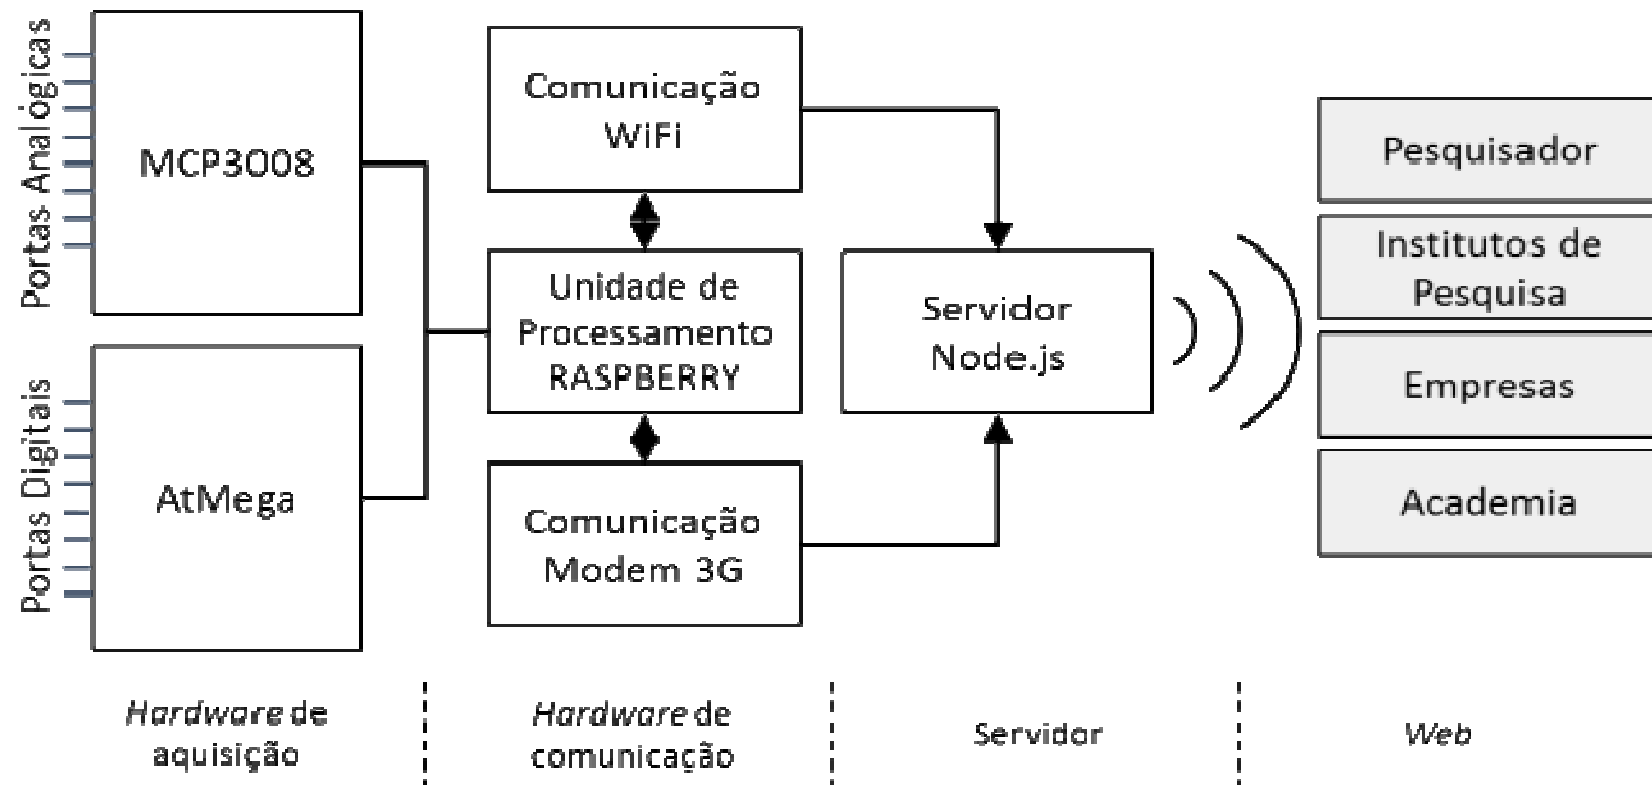 Portas Analógicas
MCP3008
Portas Digitais
AtMega
Comunicação
WiFi
Unidade de
Processamento
RASPBERRY
Comunicação
Modem 3G
Servidor
Node.js
Pesquisador
Institutos de
Pesquisa
Empresas
Academia
Hardware de
aquisição
Hardware de
comunicação
Servidor
Web